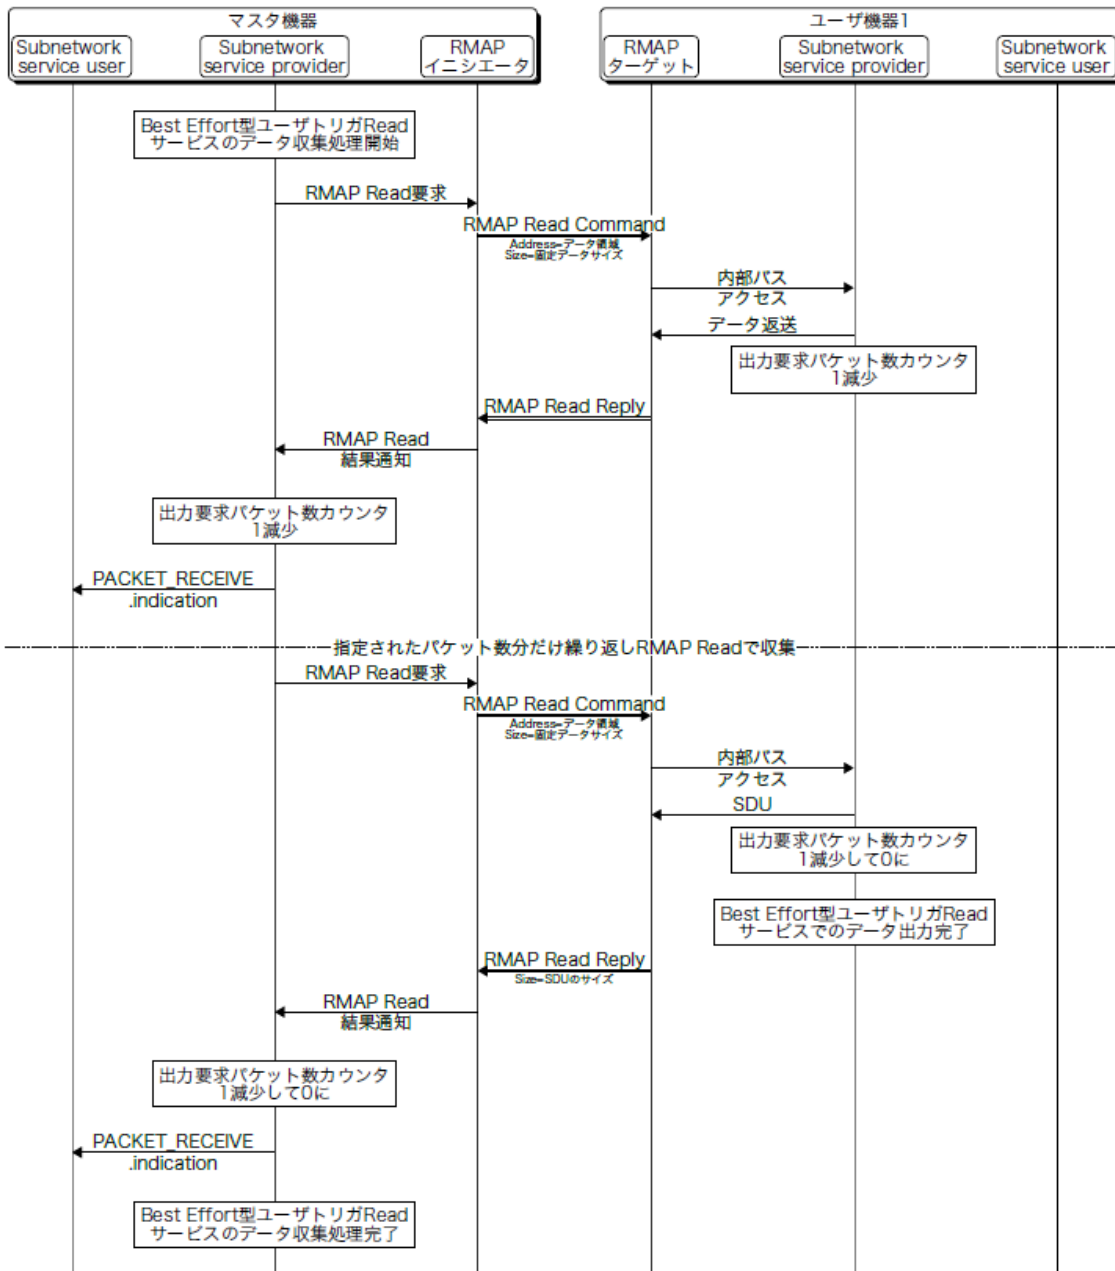 マスタ機器
ユーザ機器1
Subnetwork
service user
Subnetwork
service provider
RMAP
イニシエータ
RMAP
ターゲット
Subnetwork
service provider
Subnetwork
service user
Best Effort型ユーザトリガRead
サービスのデータ収集処理開始
RMAP Read要求
RMAP Read Command
Address=データ領域
Size=固定データサイズ
内部バス
アクセス
データ返送
出力要求パケット数カウンタ
1減少
RMAP Read Reply
RMAP Read
結果通知
出力要求パケット数カウンタ
1減少
PACKET_RECEIVE
.indication
指定されたパケット数分だけ繰り返しRMAP Readで収集
RMAP Read要求
RMAP Read Command
Address=データ領域
Size=固定データサイズ
内部バス
アクセス
SDU
出力要求パケット数カウンタ
1減少して0に
Best Effort型ユーザトリガRead
サービスでのデータ出力完了
RMAP Read Reply
Size=SDUのサイズ
RMAP Read
結果通知
出力要求パケット数カウンタ
1減少して0に
PACKET_RECEIVE
.indication
Best Effort型ユーザトリガRead
サービスのデータ収集処理完了